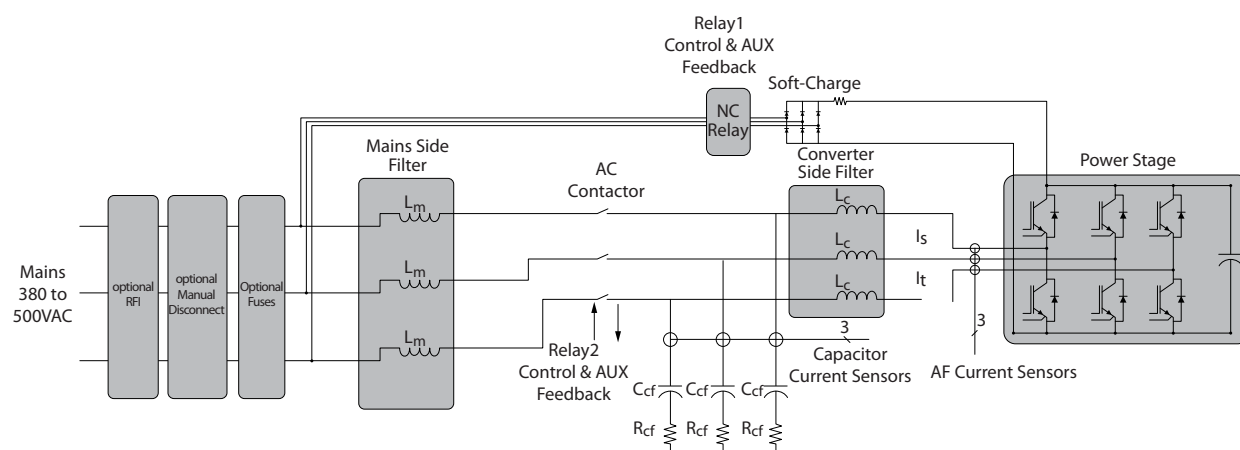 Relay1
Control & AUX
Feedback
Soft-Charge
NC
Relay
Mains Side
Filter
AC
Contactor
Converter
Side Filter
Power Stage
Lm
Lc
Is
Mains
380 to
500VAC
optional
RFI
optional
Manual
Disconnect
Optional
Fuses
Lm
Lc
It
Lm
Lc
Relay2
Control & AUX
Feedback
3
Capacitor
Current Sensors
3
AF Current Sensors
Ccf
Ccf
Ccf
Rcf
Rcf
Rcf